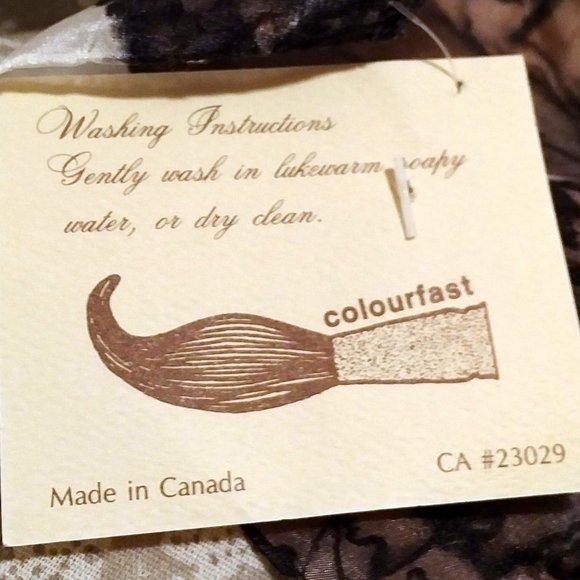 Washing Instructions
Gently wash in lukewarm soapy
water, or dry clean.
colourfast
Made in Canada
CA #23029